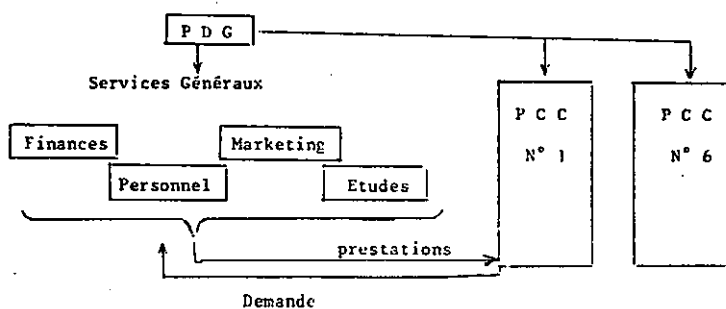 P D G
Services Généraux
Finances
Marketing
Personnel
Etudes
P C C
N° 1
P C C
N° 6
prestations
Demande